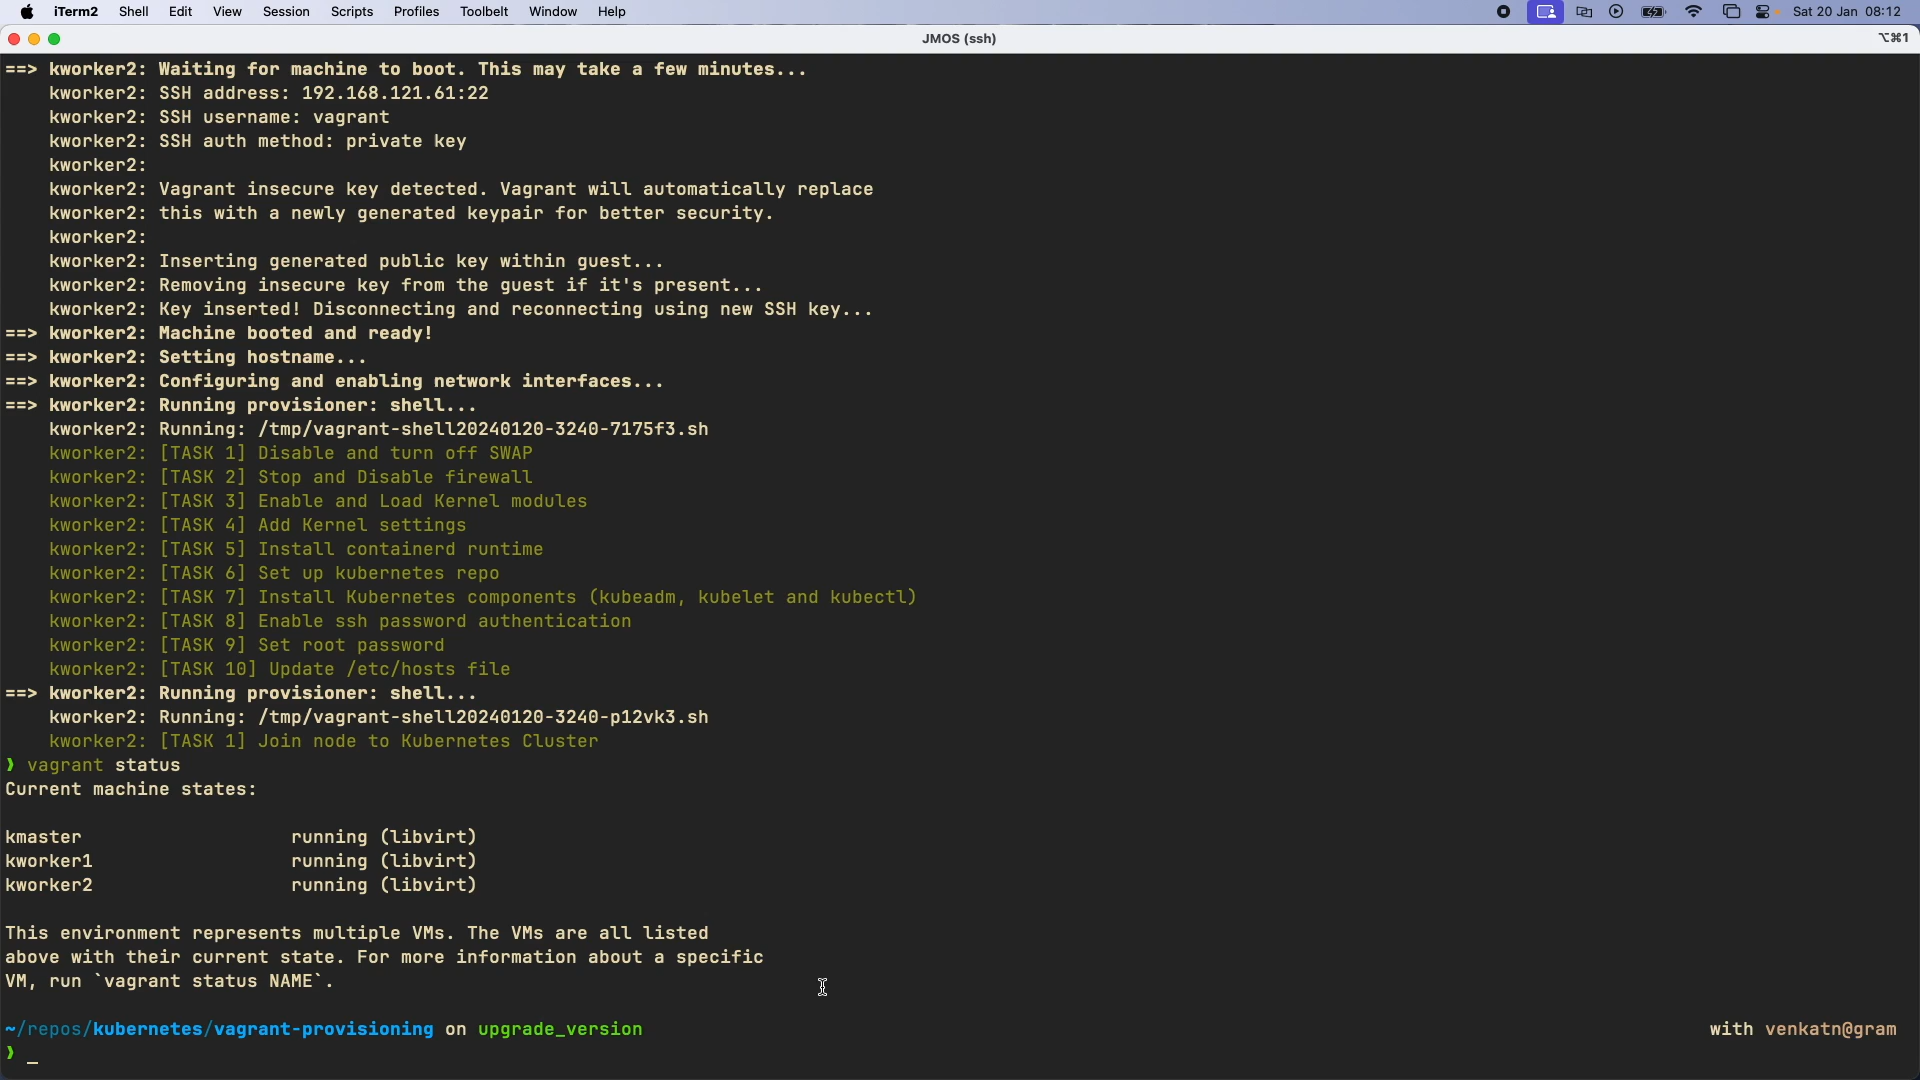 iTerm2 Shell Edit View Session Scripts Profiles Toolbelt Window Help Sat 20 Jan 08:12
JMOS (ssh) ⌥⌘1
==> kworker2: Waiting for machine to boot. This may take a few minutes...
kworker2: SSH address: 192.168.121.61:22
kworker2: SSH username: vagrant
kworker2: SSH auth method: private key
kworker2:
kworker2: Vagrant insecure key detected. Vagrant will automatically replace
kworker2: this with a newly generated keypair for better security.
kworker2:
kworker2: Inserting generated public key within guest...
kworker2: Removing insecure key from the guest if it's present...
kworker2: Key inserted! Disconnecting and reconnecting using new SSH key...
==> kworker2: Machine booted and ready!
==> kworker2: Setting hostname...
==> kworker2: Configuring and enabling network interfaces...
==> kworker2: Running provisioner: shell...
kworker2: Running: /tmp/vagrant-shell20240120-3240-7175f3.sh
kworker2: [TASK 1] Disable and turn off SWAP
kworker2: [TASK 2] Stop and Disable firewall
kworker2: [TASK 3] Enable and Load Kernel modules
kworker2: [TASK 4] Add Kernel settings
kworker2: [TASK 5] Install containerd runtime
kworker2: [TASK 6] Set up kubernetes repo
kworker2: [TASK 7] Install Kubernetes components (kubeadm, kubelet and kubectl)
kworker2: [TASK 8] Enable ssh password authentication
kworker2: [TASK 9] Set root password
kworker2: [TASK 10] Update /etc/hosts file
==> kworker2: Running provisioner: shell...
kworker2: Running: /tmp/vagrant-shell20240120-3240-p12vk3.sh
kworker2: [TASK 1] Join node to Kubernetes Cluster
❯ vagrant status
Current machine states:
kmaster running (libvirt)
kworker1 running (libvirt)
kworker2 running (libvirt)
This environment represents multiple VMs. The VMs are all listed
above with their current state. For more information about a specific
VM, run `vagrant status NAME`.
~/repos/kubernetes/vagrant-provisioning on upgrade_version with venkatn@gram
❯ _